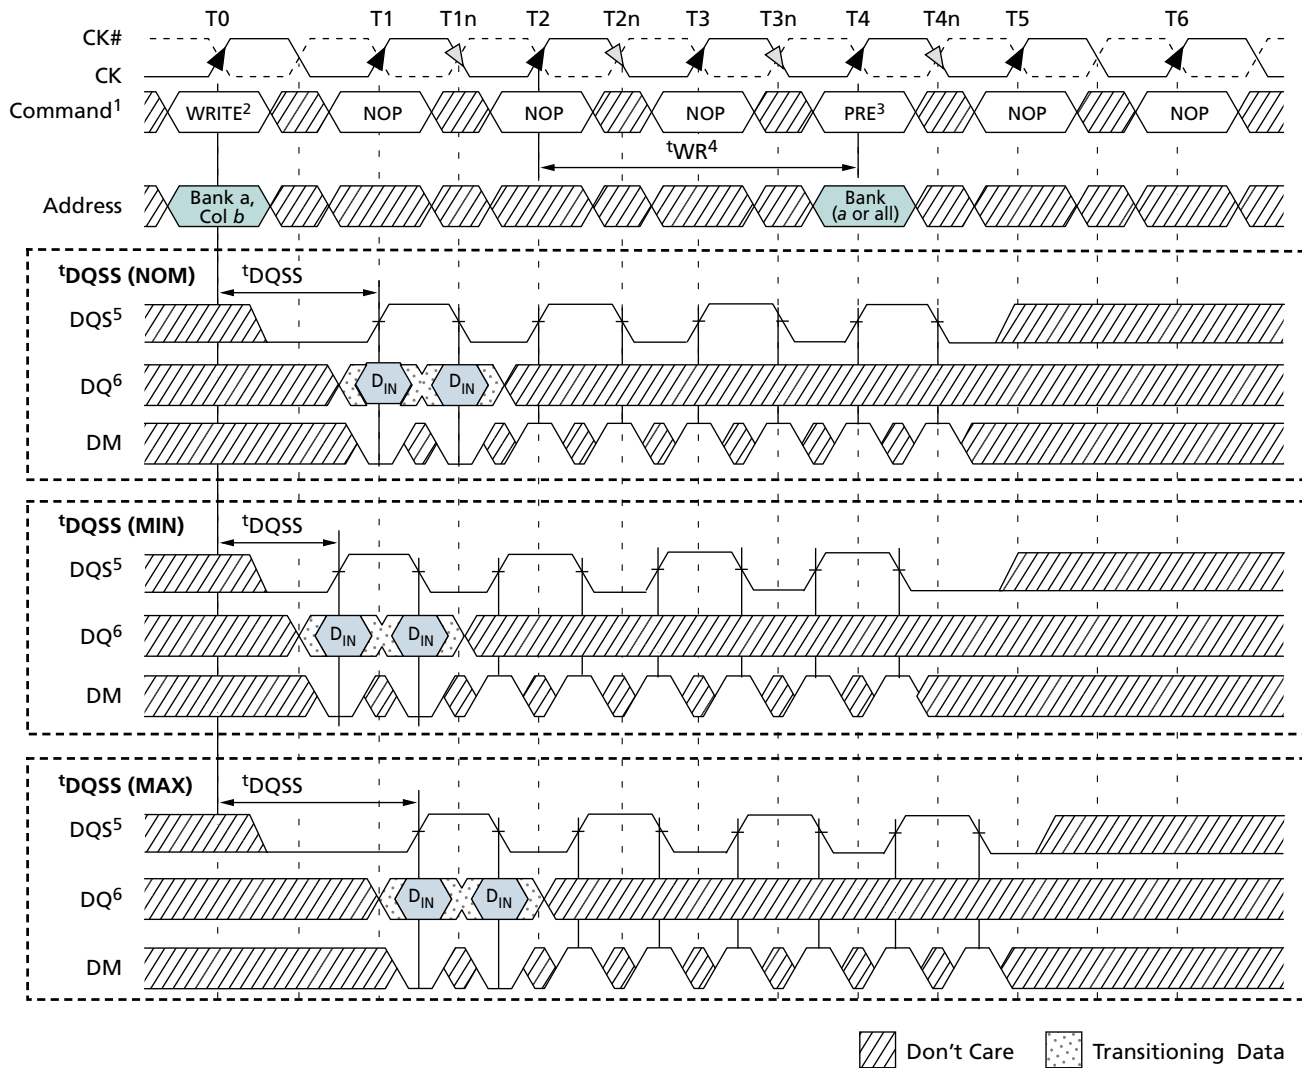 T0 T1 T1n T2 T2n T3 T3n T4 T4n T5 T6
CK#
CK
Command1 WRITE2 NOP NOP NOP PRE3 NOP NOP
tWR4
Address Bank a, Col b Bank (a or all)
tDQSS (NOM) tDQSS
DQS5
DQ6 DIN DIN
DM
tDQSS (MIN) tDQSS
DQS5
DQ6 DIN DIN
DM
tDQSS (MAX) tDQSS
DQS5
DQ6 DIN DIN
DM
Don't Care Transitioning Data